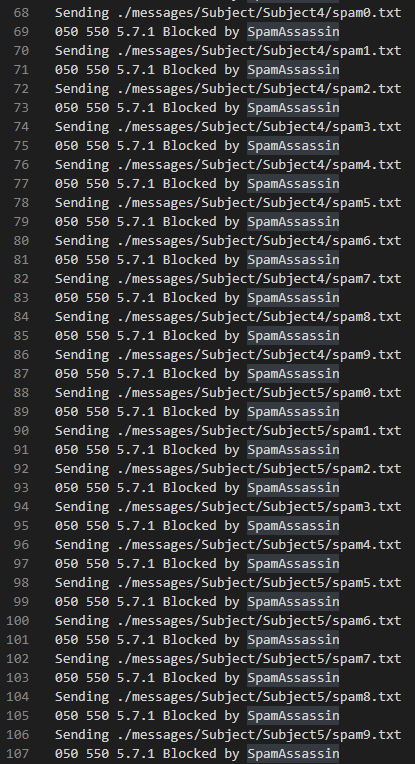 68 Sending ./messages/Subject/Subject4/spam0.txt
69 050 550 5.7.1 Blocked by SpamAssassin
70 Sending ./messages/Subject/Subject4/spam1.txt
71 050 550 5.7.1 Blocked by SpamAssassin
72 Sending ./messages/Subject/Subject4/spam2.txt
73 050 550 5.7.1 Blocked by SpamAssassin
74 Sending ./messages/Subject/Subject4/spam3.txt
75 050 550 5.7.1 Blocked by SpamAssassin
76 Sending ./messages/Subject/Subject4/spam4.txt
77 050 550 5.7.1 Blocked by SpamAssassin
78 Sending ./messages/Subject/Subject4/spam5.txt
79 050 550 5.7.1 Blocked by SpamAssassin
80 Sending ./messages/Subject/Subject4/spam6.txt
81 050 550 5.7.1 Blocked by SpamAssassin
82 Sending ./messages/Subject/Subject4/spam7.txt
83 050 550 5.7.1 Blocked by SpamAssassin
84 Sending ./messages/Subject/Subject4/spam8.txt
85 050 550 5.7.1 Blocked by SpamAssassin
86 Sending ./messages/Subject/Subject4/spam9.txt
87 050 550 5.7.1 Blocked by SpamAssassin
88 Sending ./messages/Subject/Subject5/spam0.txt
89 050 550 5.7.1 Blocked by SpamAssassin
90 Sending ./messages/Subject/Subject5/spam1.txt
91 050 550 5.7.1 Blocked by SpamAssassin
92 Sending ./messages/Subject/Subject5/spam2.txt
93 050 550 5.7.1 Blocked by SpamAssassin
94 Sending ./messages/Subject/Subject5/spam3.txt
95 050 550 5.7.1 Blocked by SpamAssassin
96 Sending ./messages/Subject/Subject5/spam4.txt
97 050 550 5.7.1 Blocked by SpamAssassin
98 Sending ./messages/Subject/Subject5/spam5.txt
99 050 550 5.7.1 Blocked by SpamAssassin
100 Sending ./messages/Subject/Subject5/spam6.txt
101 050 550 5.7.1 Blocked by SpamAssassin
102 Sending ./messages/Subject/Subject5/spam7.txt
103 050 550 5.7.1 Blocked by SpamAssassin
104 Sending ./messages/Subject/Subject5/spam8.txt
105 050 550 5.7.1 Blocked by SpamAssassin
106 Sending ./messages/Subject/Subject5/spam9.txt
107 050 550 5.7.1 Blocked by SpamAssassin